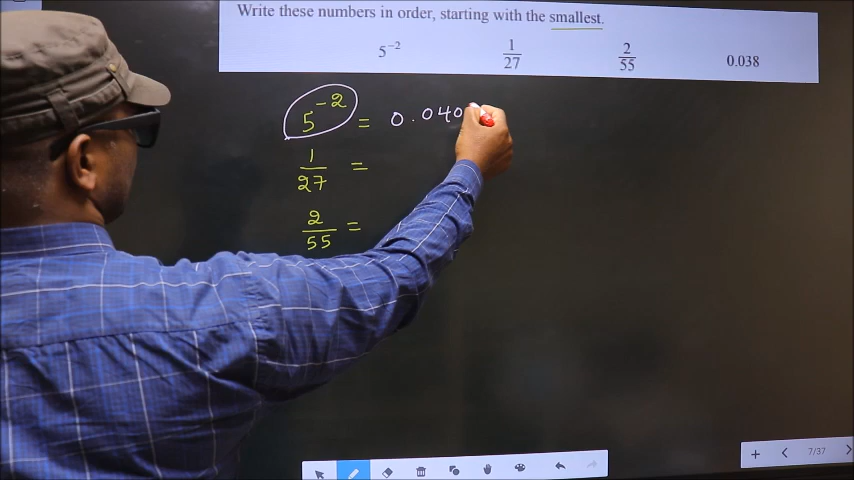 Write these numbers in order, starting with the smallest.
5⁻² 1/27 2/55 0.038
5⁻² = 0.040
1/27 =
2/55 =
7/37